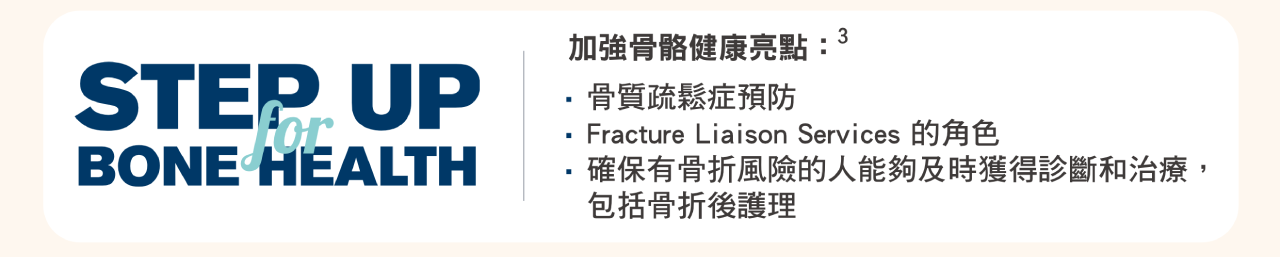 STEP UP
for
BONE HEALTH
加強骨骼健康亮點：3
▪ 骨質疏鬆症預防
▪ Fracture Liaison Services 的角色
▪ 確保有骨折風險的人能夠及時獲得診斷和治療，
包括骨折後護理